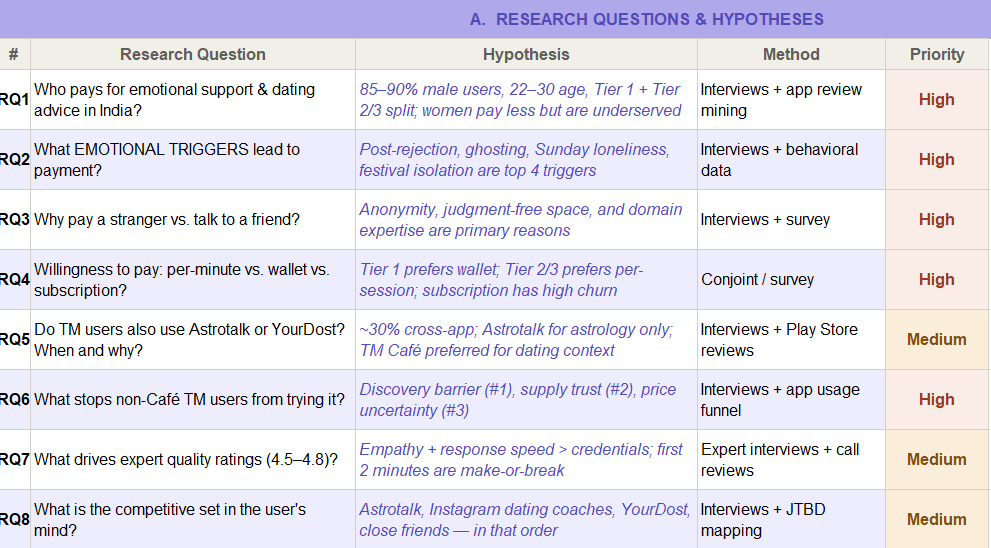 A. RESEARCH QUESTIONS & HYPOTHESES
# Research Question Hypothesis Method Priority
RQ1 Who pays for emotional support & dating advice in India? 85–90% male users, 22–30 age, Tier 1 + Tier 2/3 split; women pay less but are underserved Interviews + app review mining High
RQ2 What EMOTIONAL TRIGGERS lead to payment? Post-rejection, ghosting, Sunday loneliness, festival isolation are top 4 triggers Interviews + behavioral data High
RQ3 Why pay a stranger vs. talk to a friend? Anonymity, judgment-free space, and domain expertise are primary reasons Interviews + survey High
RQ4 Willingness to pay: per-minute vs. wallet vs. subscription? Tier 1 prefers wallet; Tier 2/3 prefers per-session; subscription has high churn Conjoint / survey High
RQ5 Do TM users also use Astrotalk or YourDost? When and why? ~30% cross-app; Astrotalk for astrology only; TM Café preferred for dating context Interviews + Play Store reviews Medium
RQ6 What stops non-Café TM users from trying it? Discovery barrier (#1), supply trust (#2), price uncertainty (#3) Interviews + app usage funnel High
RQ7 What drives expert quality ratings (4.5–4.8)? Empathy + response speed > credentials; first 2 minutes are make-or-break Expert interviews + call reviews Medium
RQ8 What is the competitive set in the user's mind? Astrotalk, Instagram dating coaches, YourDost, close friends — in that order Interviews + JTBD mapping Medium